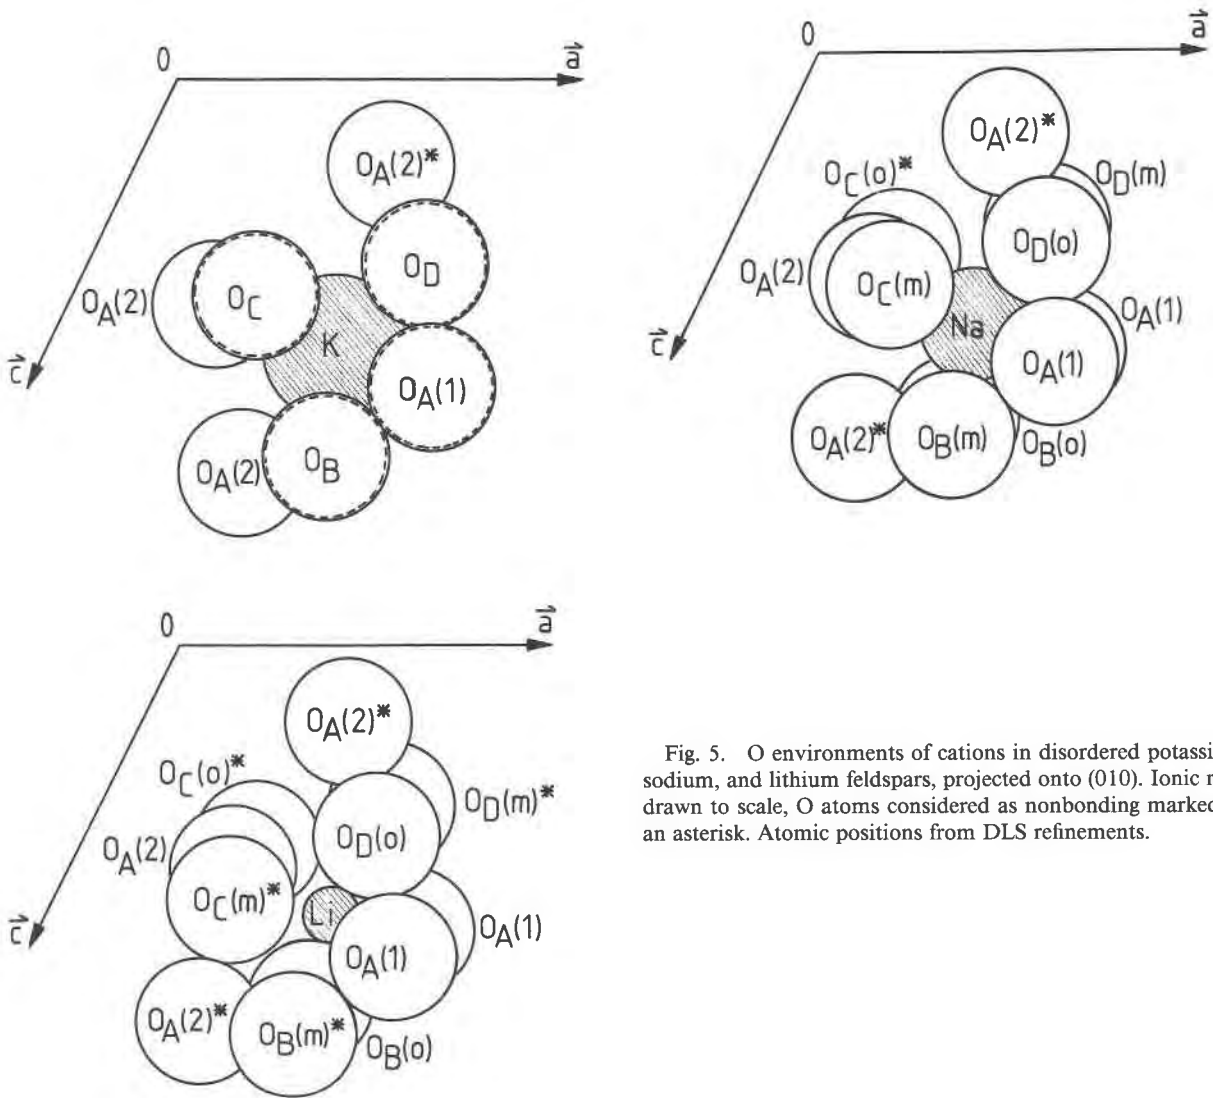 0
a
O_A(2)*
O_D
O_A(2)
O_C
K
O_A(1)
c
O_A(2)
O_B
0
a
O_A(2)*
O_C(o)*
O_D(m)
O_D(o)
O_A(2)
O_C(m)
Na
O_A(1)
c
O_A(1)
O_A(2)*
O_B(m)
O_B(o)
0
a
O_A(2)*
O_C(o)*
O_D(m)*
O_D(o)
O_A(2)
O_C(m)*
Li
c
O_A(1)
O_A(1)
O_A(2)*
O_B(m)*
O_B(o)
Fig. 5. O environments of cations in disordered potassi
sodium, and lithium feldspars, projected onto (010). Ionic r
drawn to scale, O atoms considered as nonbonding marked
an asterisk. Atomic positions from DLS refinements.